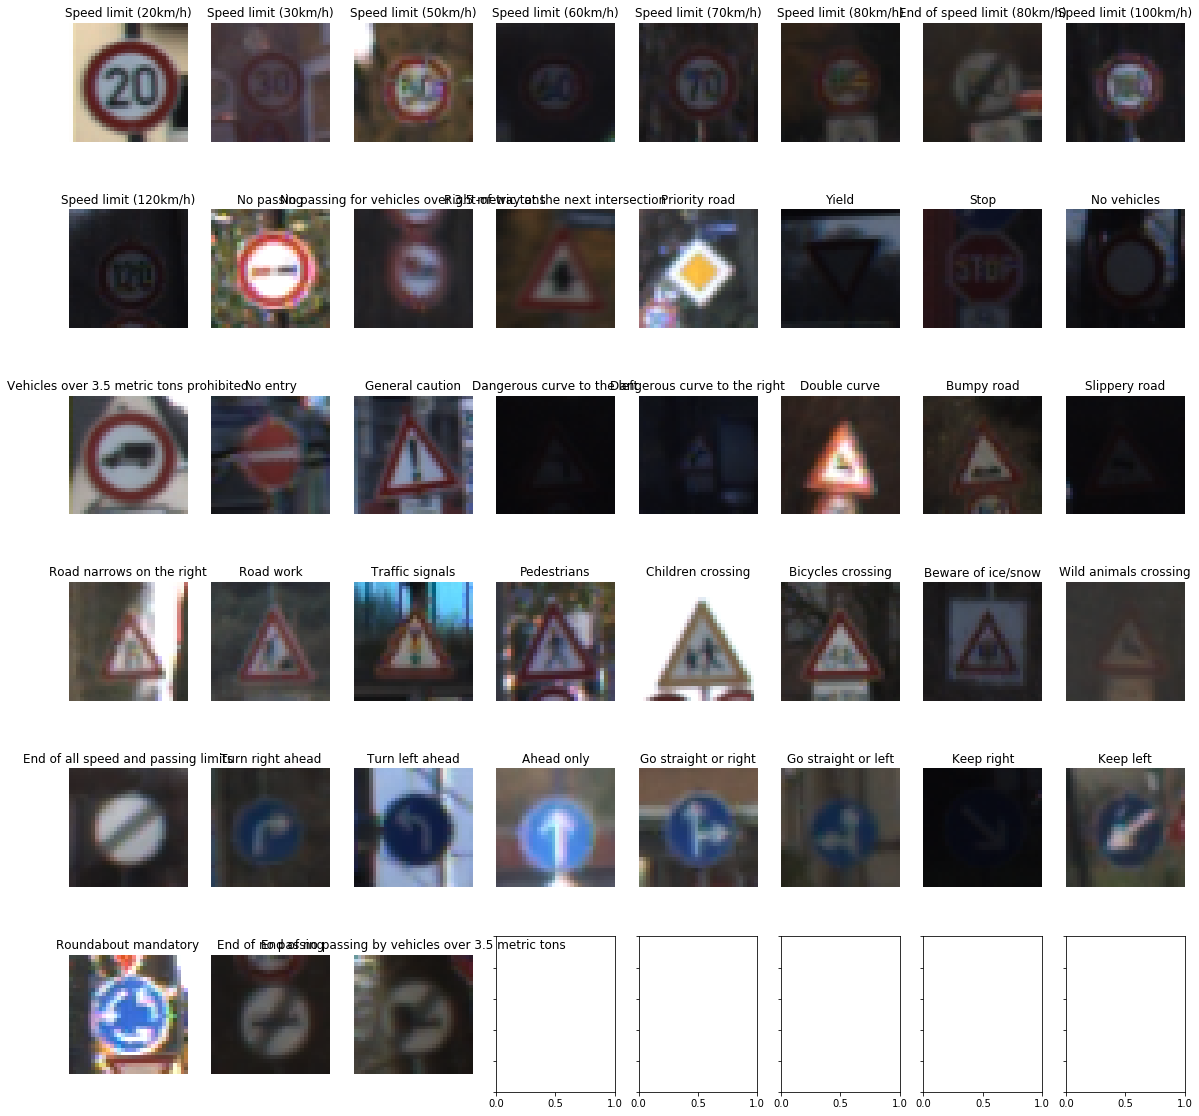 Speed limit (20km/h)
Speed limit (30km/h)
Speed limit (50km/h)
Speed limit (60km/h)
Speed limit (70km/h)
Speed limit (80km/h)
End of speed limit (80km/h)
Speed limit (100km/h)
20
30
60
70
Speed limit (120km/h)
No passing
No passing for vehicles over 3.5 metric tons
Right-of-way at the next intersection
Priority road
Yield
Stop
No vehicles
120
STOP
Vehicles over 3.5 metric tons prohibited
No entry
General caution
Dangerous curve to the left
Dangerous curve to the right
Double curve
Bumpy road
Slippery road
Road narrows on the right
Road work
Traffic signals
Pedestrians
Children crossing
Bicycles crossing
Beware of ice/snow
Wild animals crossing
End of all speed and passing limits
Turn right ahead
Turn left ahead
Ahead only
Go straight or right
Go straight or left
Keep right
Keep left
Roundabout mandatory
End of no passing
End of no passing by vehicles over 3.5 metric tons
0.0 0.5 1.0
0.0 0.5 1.0
0.0 0.5 1.0
0.0 0.5 1.0
0.0 0.5 1.0